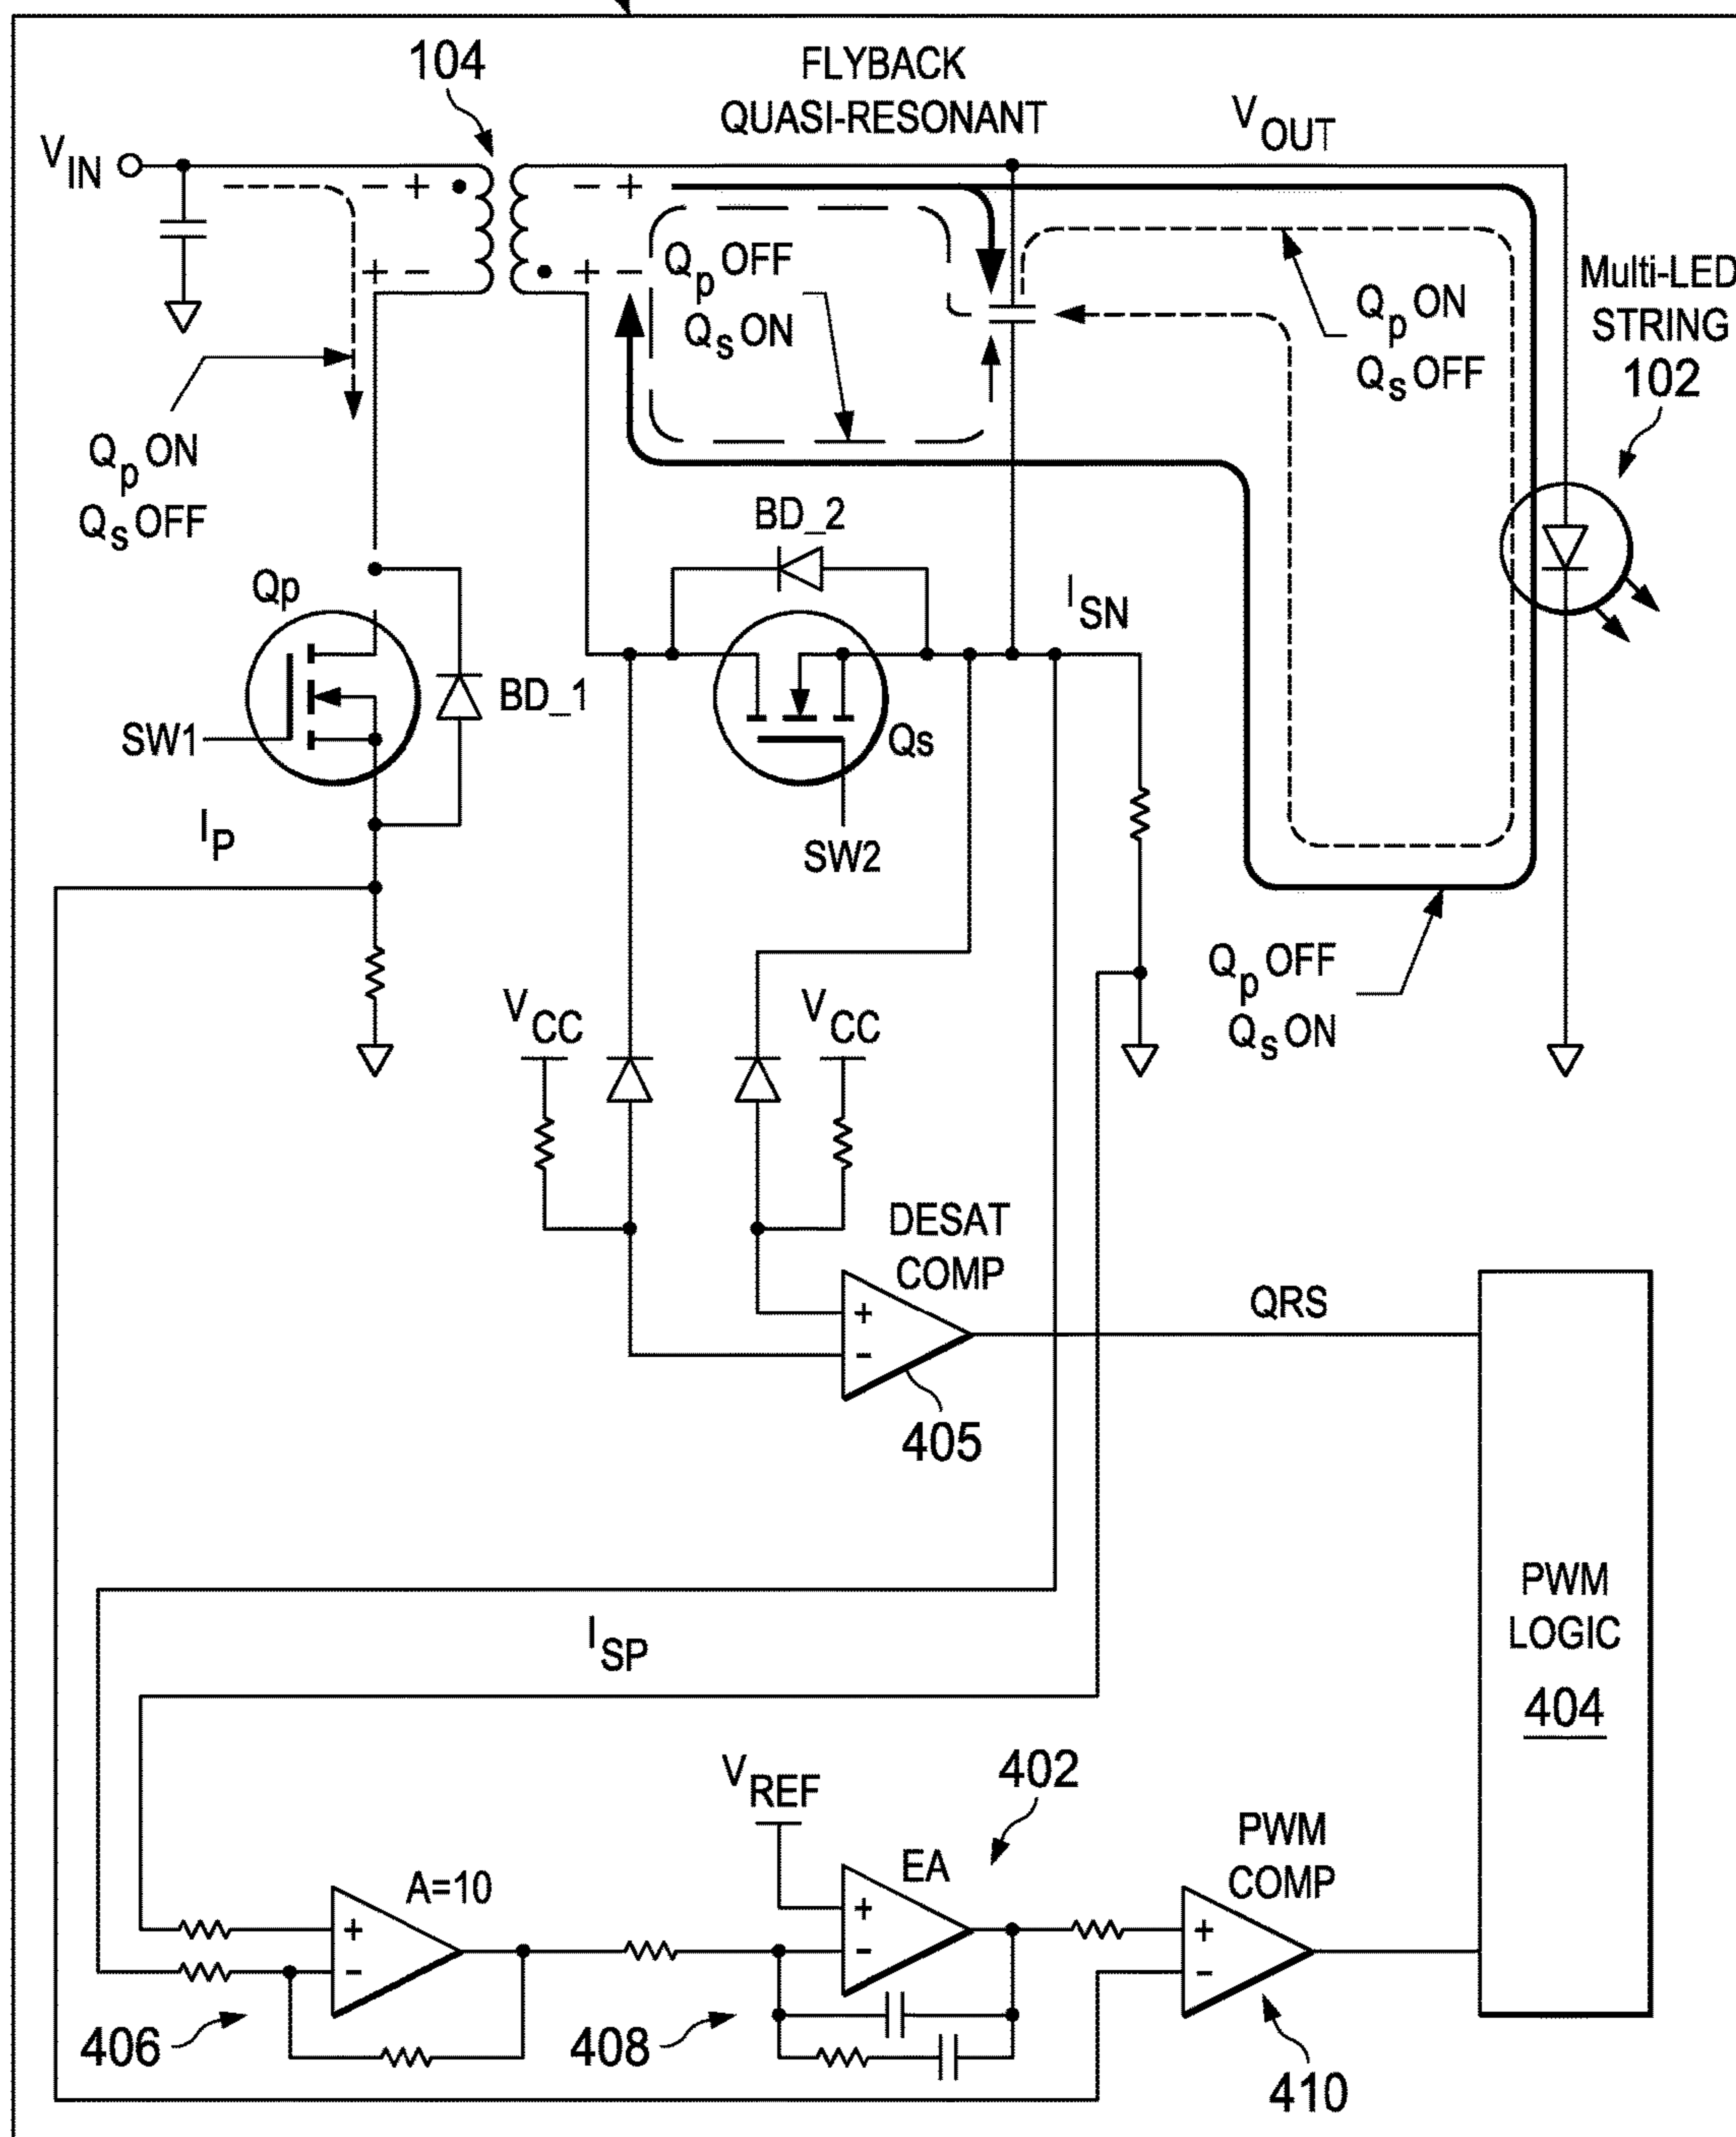 104
FLYBACK
QUASI-RESONANT
VOUT
VIN
- +
- +
+ -
+ -
Qp OFF
Qs ON
Qp ON
Qs OFF
Multi-LED
STRING
102
Qp ON
Qs OFF
BD_2
ISN
Qp
BD_1
SW1
Qs
SW2
IP
Qp OFF
Qs ON
VCC
VCC
DESAT
COMP
+
-
QRS
405
PWM
LOGIC
404
ISP
VREF
402
PWM
COMP
EA
A=10
+
-
+
-
+
-
406
408
410